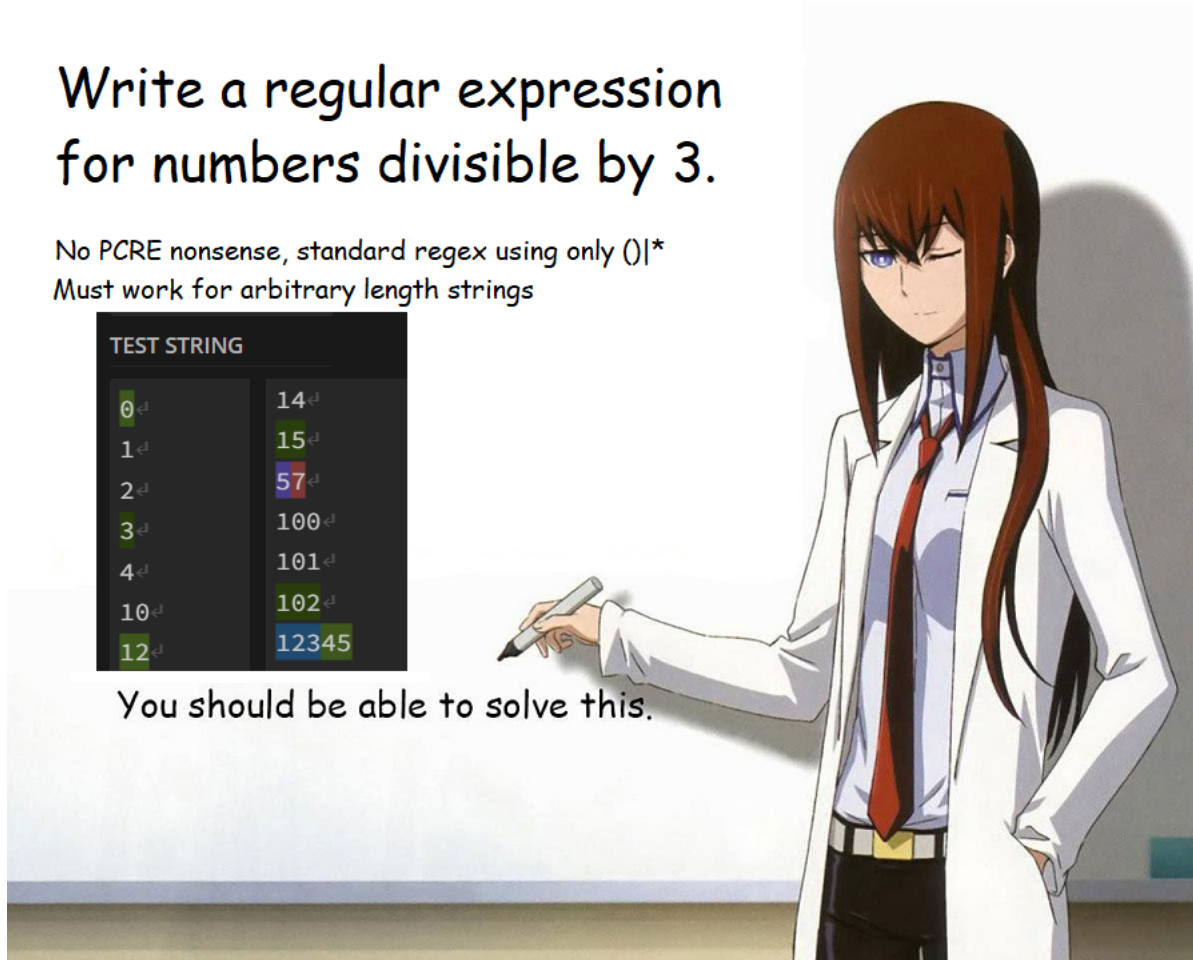 Write a regular expression
for numbers divisible by 3.
No PCRE nonsense, standard regex using only ()|*
Must work for arbitrary length strings
TEST STRING
0↵
1↵
2↵
3↵
4↵
10↵
12↵
14↵
15↵
57↵
100↵
101↵
102↵
12345
You should be able to solve this.